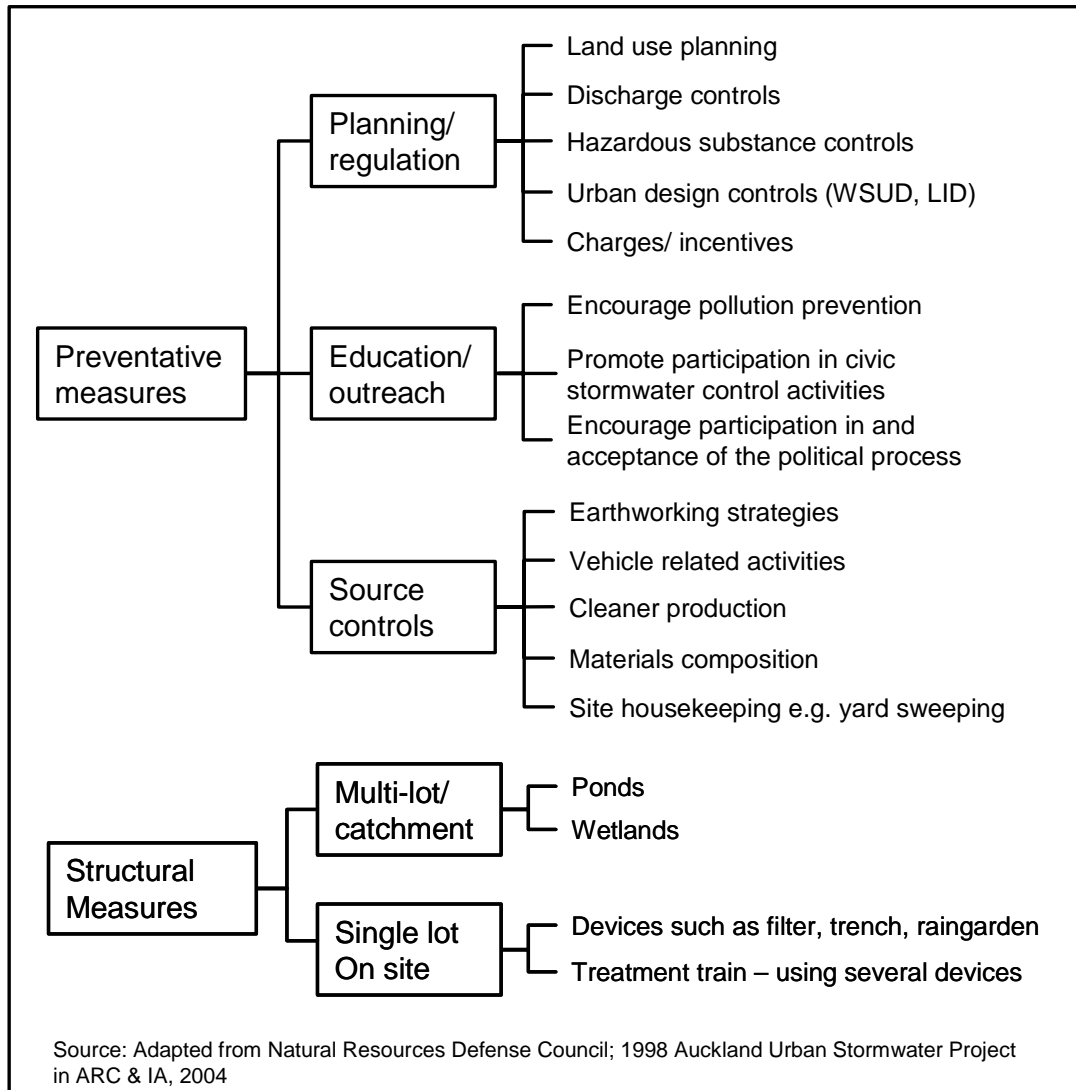 Preventative
measures
Planning/
regulation
Land use planning
Discharge controls
Hazardous substance controls
Urban design controls (WSUD, LID)
Charges/ incentives
Education/
outreach
Encourage pollution prevention
Promote participation in civic
stormwater control activities
Encourage participation in and
acceptance of the political process
Source
controls
Earthworking strategies
Vehicle related activities
Cleaner production
Materials composition
Site housekeeping e.g. yard sweeping
Structural
Measures
Multi-lot/
catchment
Ponds
Wetlands
Single lot
On site
Devices such as filter, trench, raingarden
Treatment train – using several devices
Source: Adapted from Natural Resources Defense Council; 1998 Auckland Urban Stormwater Project
in ARC & IA, 2004